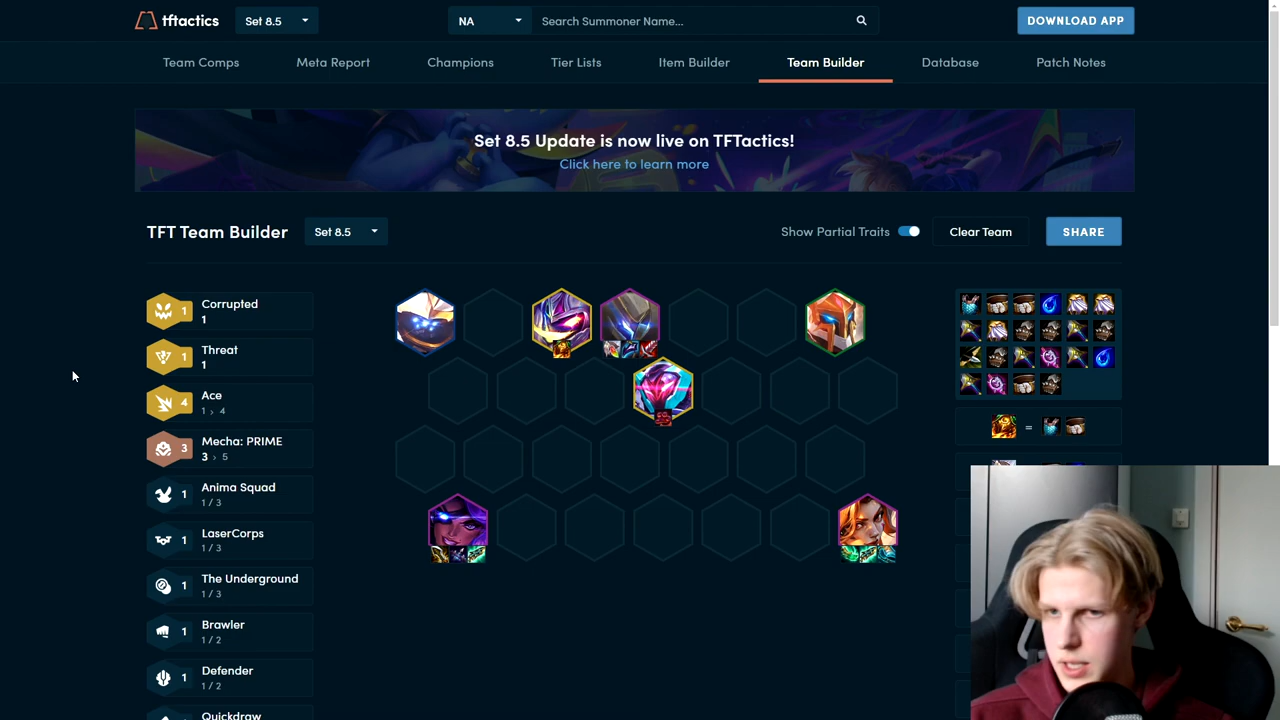 tftactics
Set 8.5
NA
Search Summoner Name...
DOWNLOAD APP
Team Comps
Meta Report
Champions
Tier Lists
Item Builder
Team Builder
Database
Patch Notes
Set 8.5 Update is now live on TFTactics!
Click here to learn more
TFT Team Builder
Set 8.5
Show Partial Traits
Clear Team
SHARE
1
Corrupted
1
1
Threat
1
4
Ace
1 › 4
3
Mecha: PRIME
3 › 5
1
Anima Squad
1 / 3
1
LaserCorps
1 / 3
1
The Underground
1 / 3
1
Brawler
1 / 2
1
Defender
1 / 2
Quickdraw
=